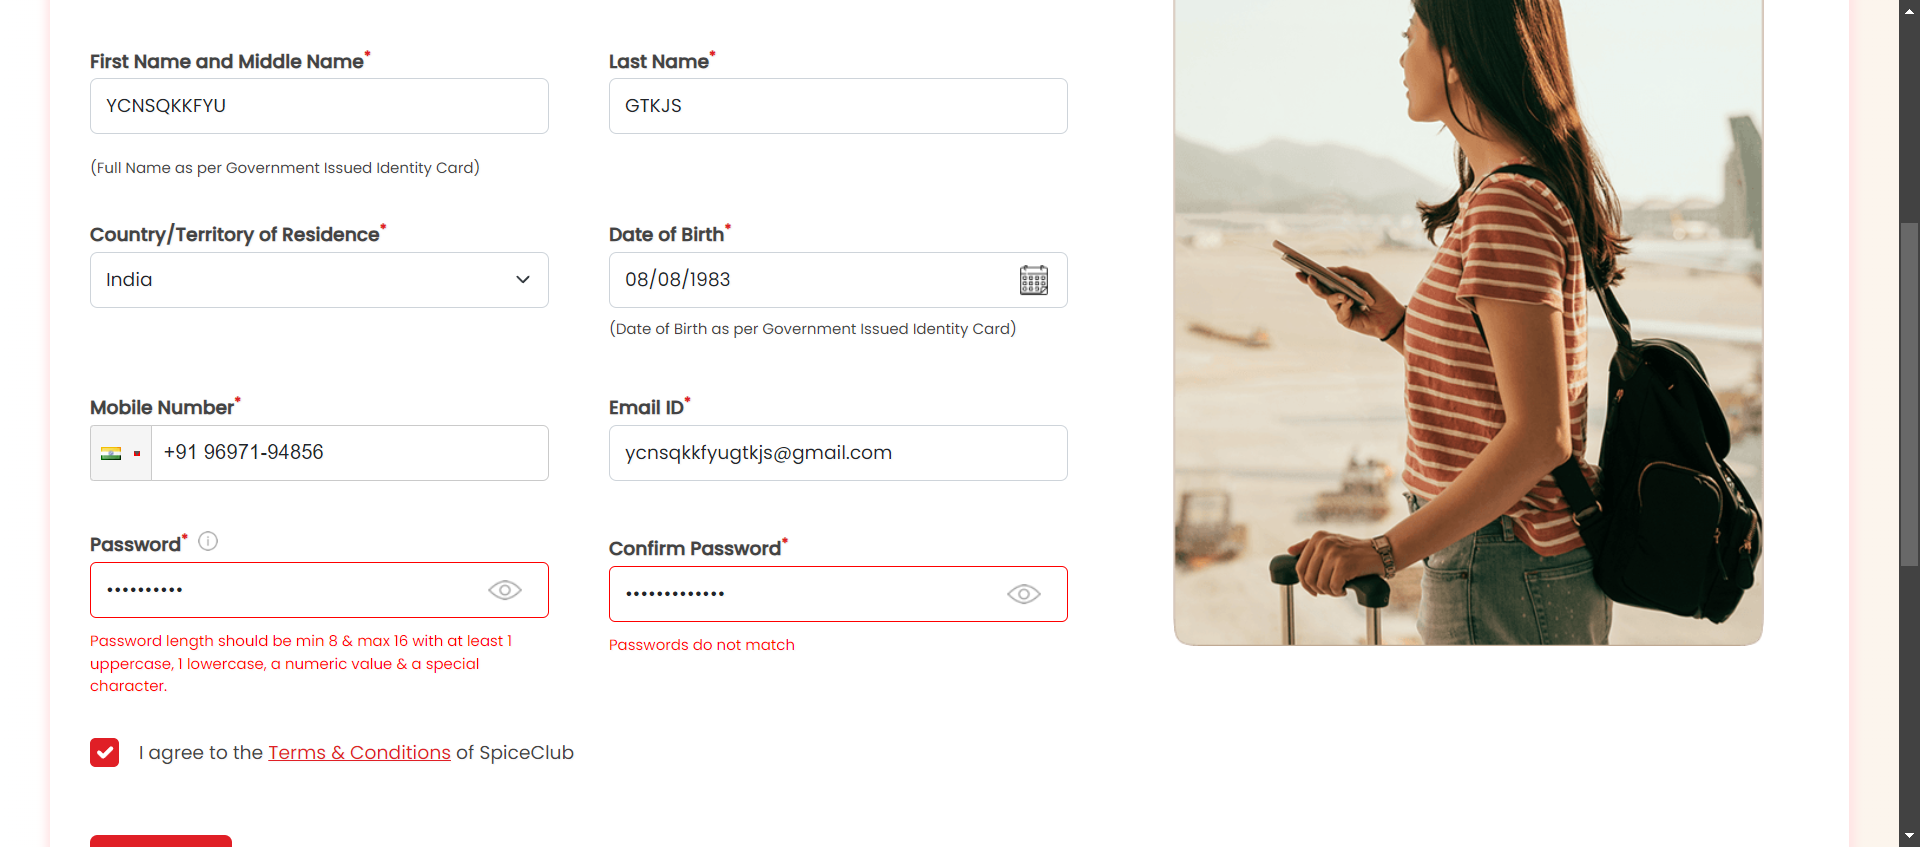 First Name and Middle Name*
Last Name*
YCNSQKKFYU
GTKJS
(Full Name as per Government Issued Identity Card)
Country/Territory of Residence*
Date of Birth*
India
08/08/1983
(Date of Birth as per Government Issued Identity Card)
Mobile Number*
Email ID*
+91 96971-94856
ycnsqkkfyugtkjs@gmail.com
Password*
Confirm Password*
••••••••••
•••••••••••••
Password length should be min 8 & max 16 with at least 1
uppercase, 1 lowercase, a numeric value & a special
character.
Passwords do not match
I agree to the Terms & Conditions of SpiceClub